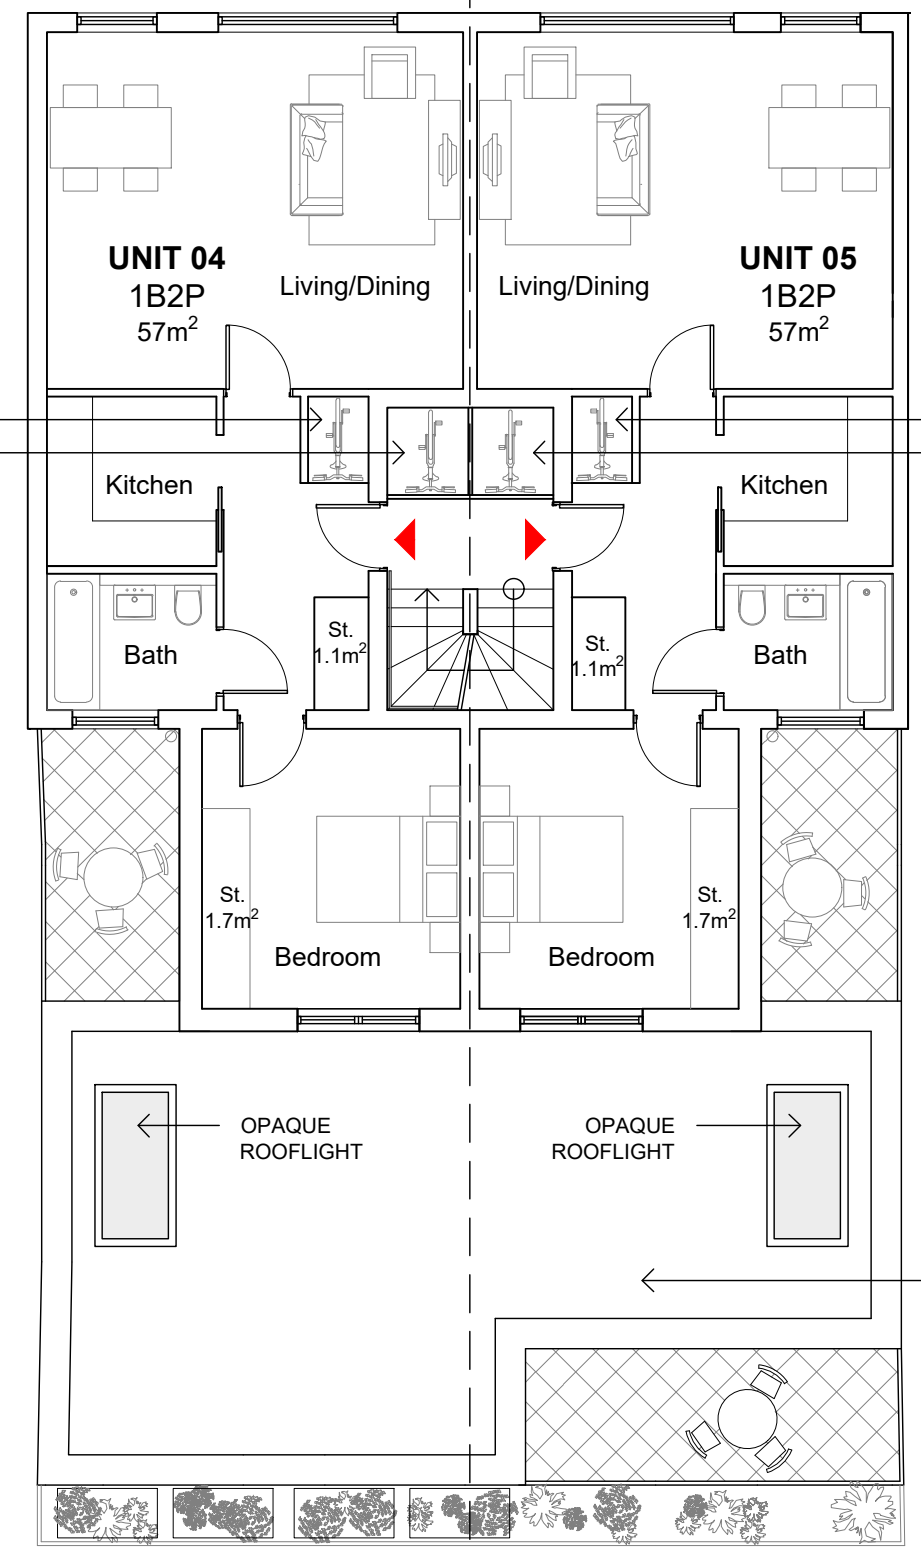 UNIT 04
1B2P
57m²
Living/Dining
Living/Dining
UNIT 05
1B2P
57m²
Kitchen
Kitchen
Bath
St.
1.1m²
St.
1.1m²
Bath
St.
1.7m²
Bedroom
Bedroom
St.
1.7m²
OPAQUE
ROOFLIGHT
OPAQUE
ROOFLIGHT